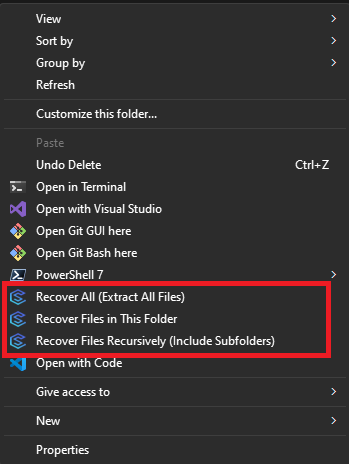 View
Sort by
Group by
Refresh
Customize this folder...
Paste
Undo Delete Ctrl+Z
Open in Terminal
Open with Visual Studio
Open Git GUI here
Open Git Bash here
PowerShell 7
Recover All (Extract All Files)
Recover Files in This Folder
Recover Files Recursively (Include Subfolders)
Open with Code
Give access to
New
Properties